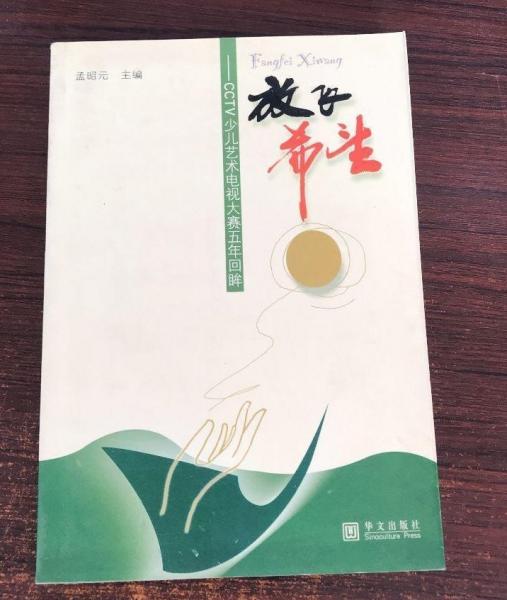 Fangfei Xiwang
放飞
希望
——CCTV少儿艺术电视大赛五年回眸
孟昭元 主编
华文出版社
Sinoculture Press